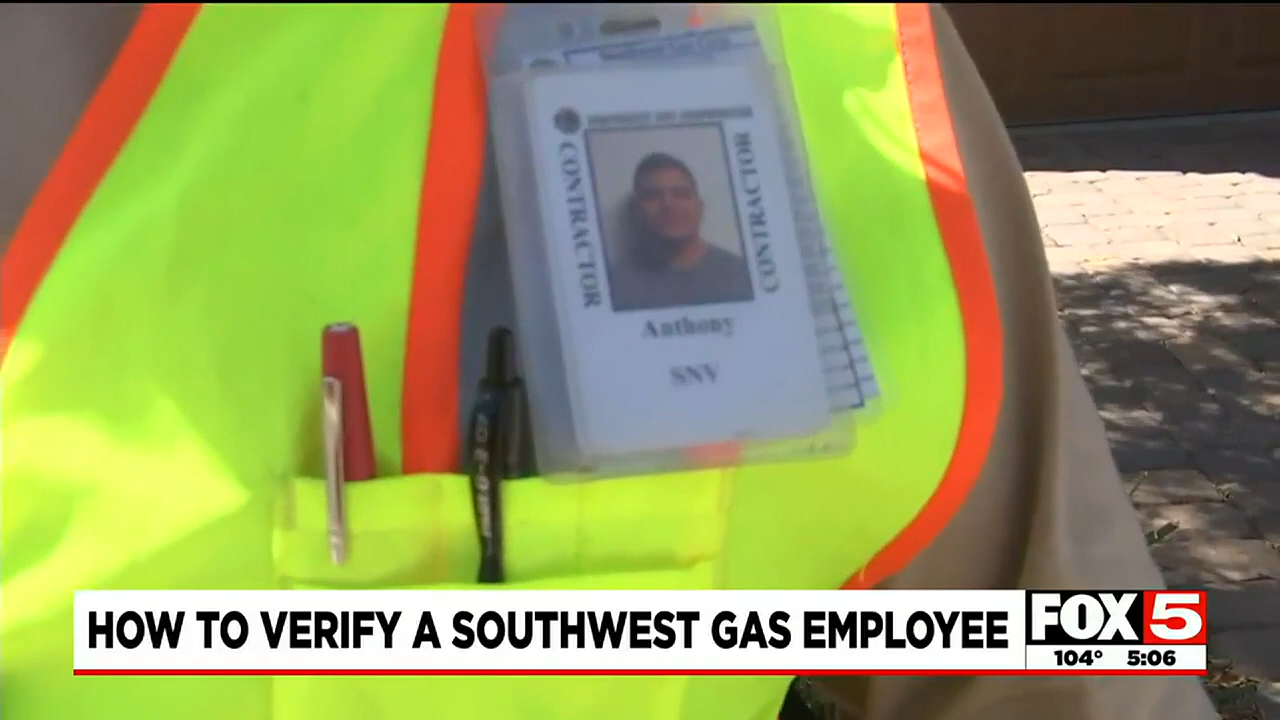 CONTRACTOR
CONTRACTOR
Anthony
SNV
HOW TO VERIFY A SOUTHWEST GAS EMPLOYEE
FOX 5
104° 5:06